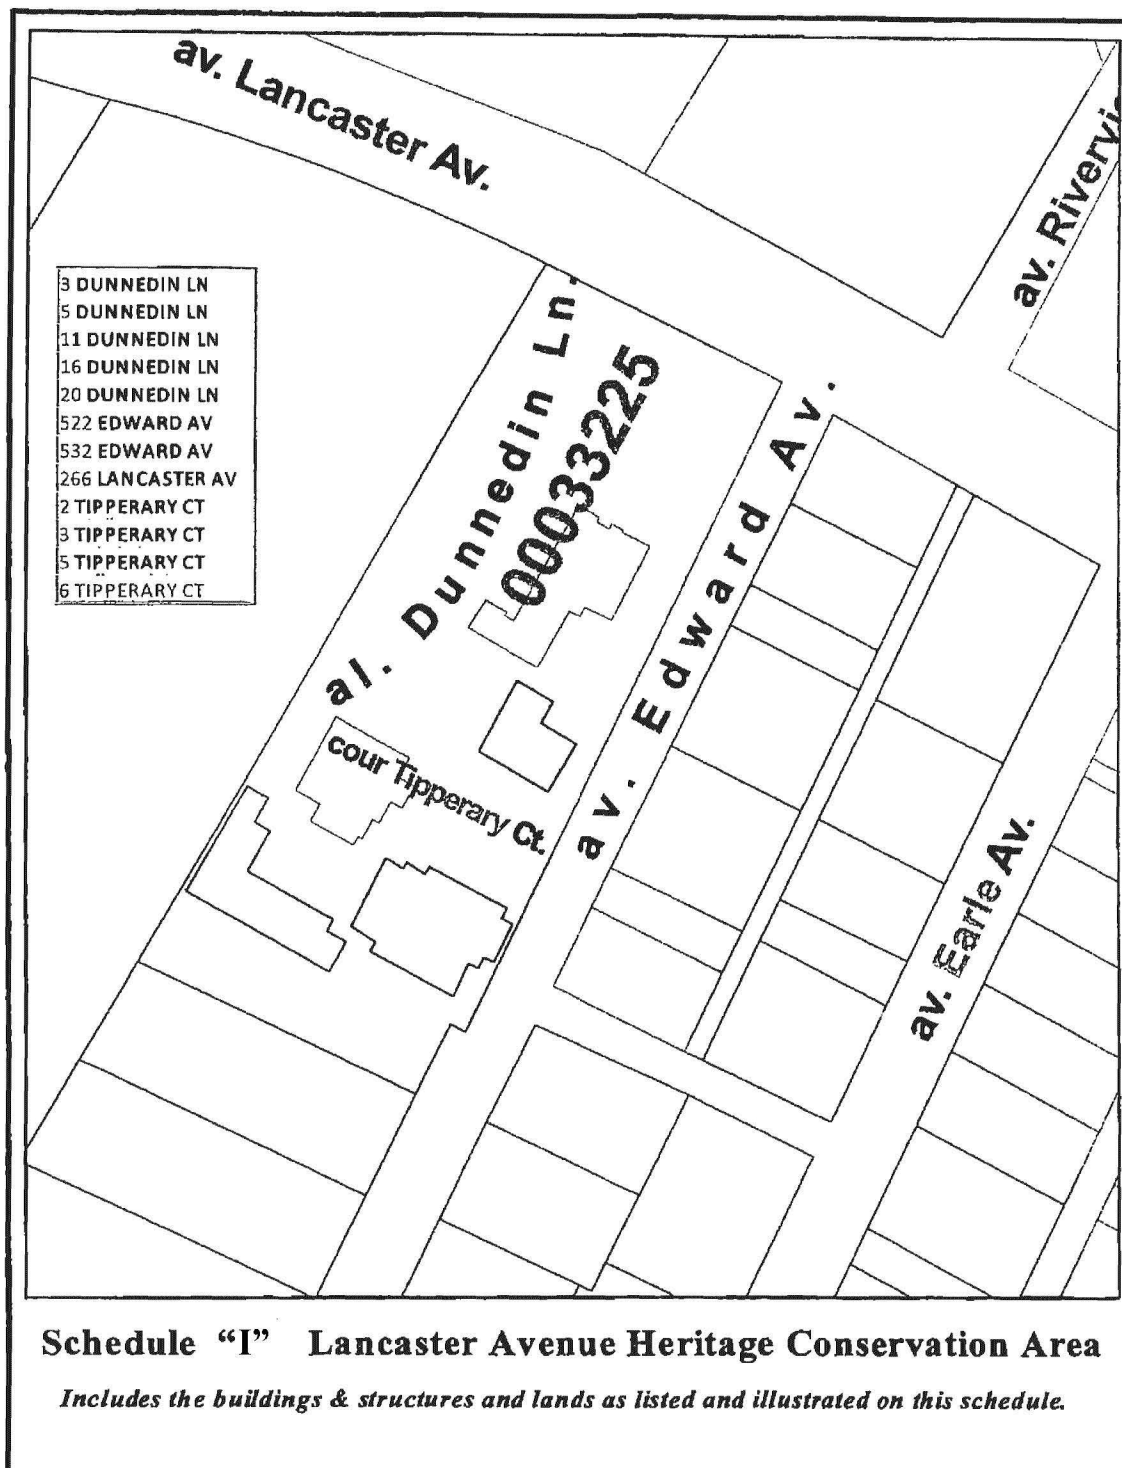 av. Lancaster Av.
av. Rivervi
3 DUNNEDIN LN
5 DUNNEDIN LN
11 DUNNEDIN LN
16 DUNNEDIN LN
20 DUNNEDIN LN
522 EDWARD AV
532 EDWARD AV
266 LANCASTER AV
2 TIPPERARY CT
3 TIPPERARY CT
5 TIPPERARY CT
6 TIPPERARY CT
al. Dunnedin Ln.
00033225
av. Edward Av.
cour Tipperary Ct.
av. Earle Av.
Schedule “I” Lancaster Avenue Heritage Conservation Area
Includes the buildings & structures and lands as listed and illustrated on this schedule.